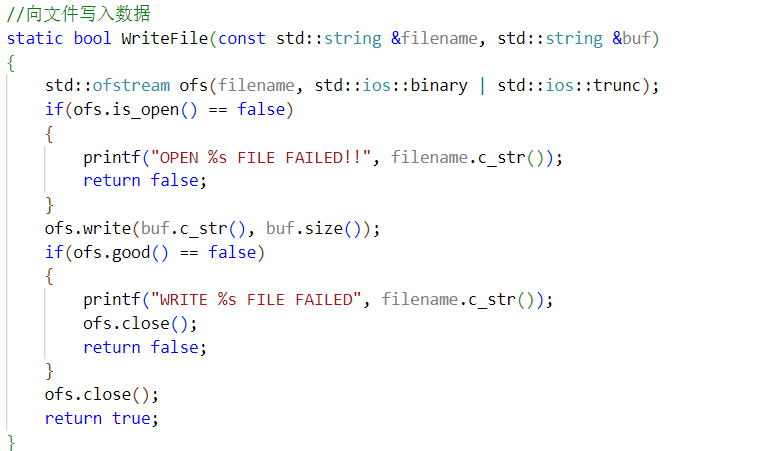 //向文件写入数据
static bool WriteFile(const std::string &filename, std::string &buf)
{
    std::ofstream ofs(filename, std::ios::binary | std::ios::trunc);
    if(ofs.is_open() == false)
    {
        printf("OPEN %s FILE FAILED!!", filename.c_str());
        return false;
    }
    ofs.write(buf.c_str(), buf.size());
    if(ofs.good() == false)
    {
        printf("WRITE %s FILE FAILED", filename.c_str());
        ofs.close();
        return false;
    }
    ofs.close();
    return true;
}